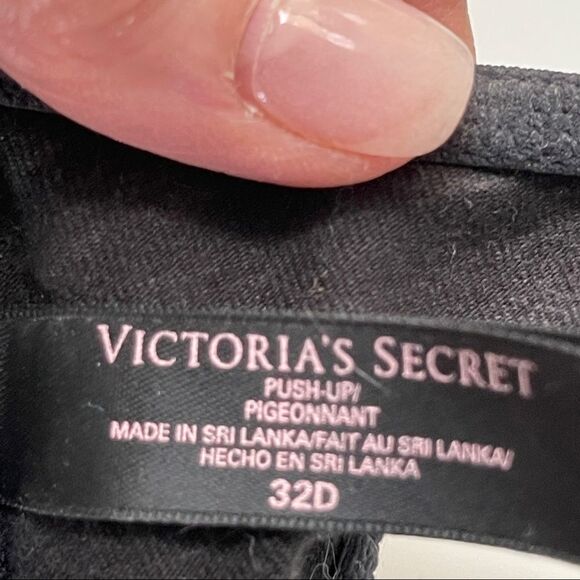 VICTORIA'S SECRET
PUSH-UP/
PIGEONNANT
MADE IN SRI LANKA/FAIT AU SRI LANKA/
HECHO EN SRI LANKA
32D